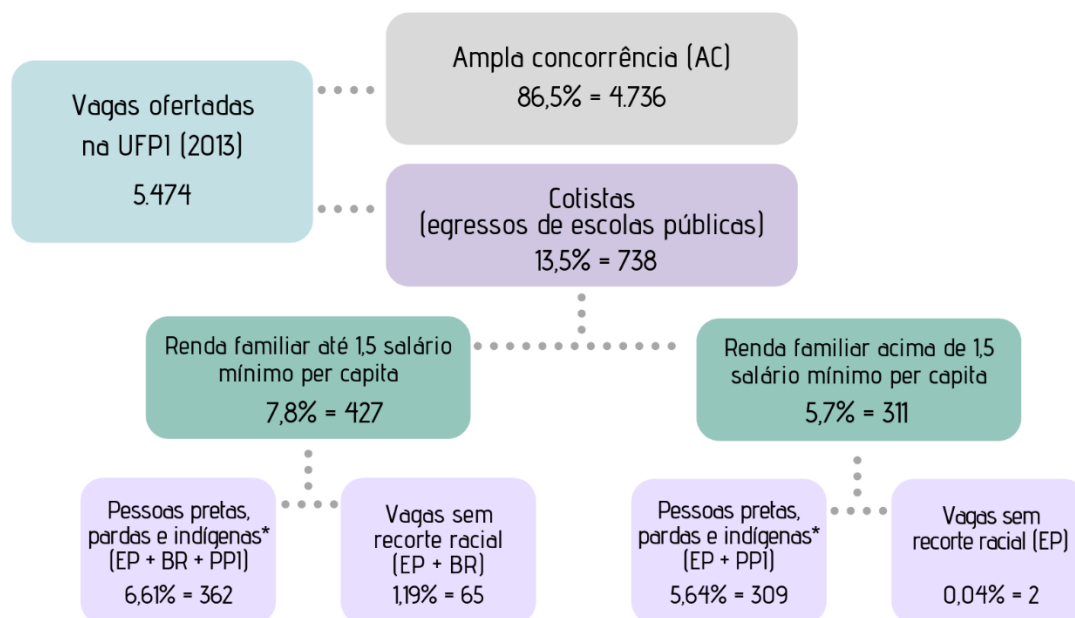 Vagas ofertadas
na UFPI (2013)
5.474
Ampla concorrência (AC)
86,5% = 4.736
Cotistas
(egressos de escolas públicas)
13,5% = 738
Renda familiar até 1,5 salário
mínimo per capita
7,8% = 427
Renda familiar acima de 1,5
salário mínimo per capita
5,7% = 311
Pessoas pretas,
pardas e indígenas*
(EP + BR + PPI)
6,61% = 362
Vagas sem
recorte racial
(EP + BR)
1,19% = 65
Pessoas pretas,
pardas e indígenas*
(EP + PPI)
5,64% = 309
Vagas sem
recorte racial (EP)
0,04% = 2